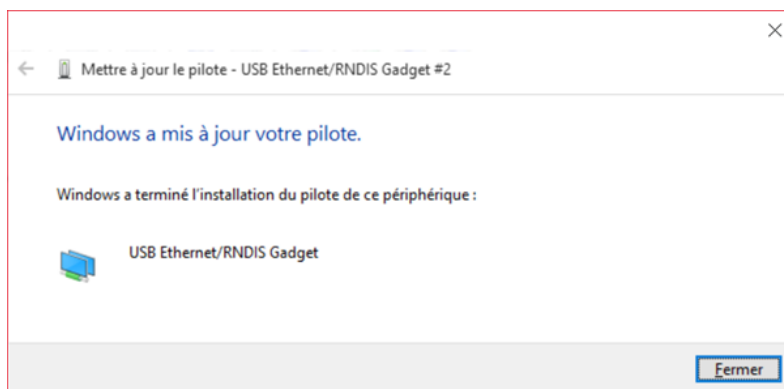 Mettre à jour le pilote - USB Ethernet/RNDIS Gadget #2
Windows a mis à jour votre pilote.
Windows a terminé l'installation du pilote de ce périphérique :
USB Ethernet/RNDIS Gadget
Fermer